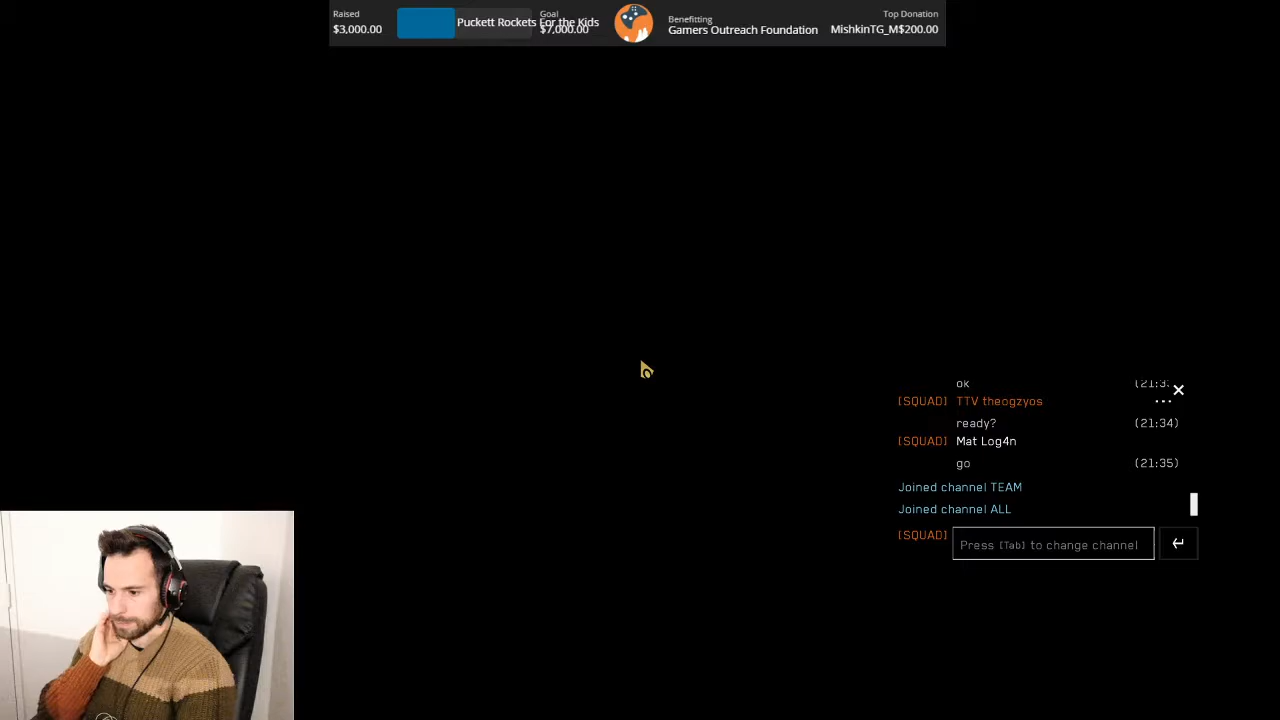 Raised
$3,000.00
Puckett Rockets For the Kids
Goal
$7,000.00
Benefitting
Gamers Outreach Foundation
Top Donation
MishkinTG_M$200.00
ok
[SQUAD] TTV theogzyos ...
ready? (21:34)
[SQUAD] Mat Log4n
go (21:35)
Joined channel TEAM
Joined channel ALL
[SQUAD] Press [Tab] to change channel